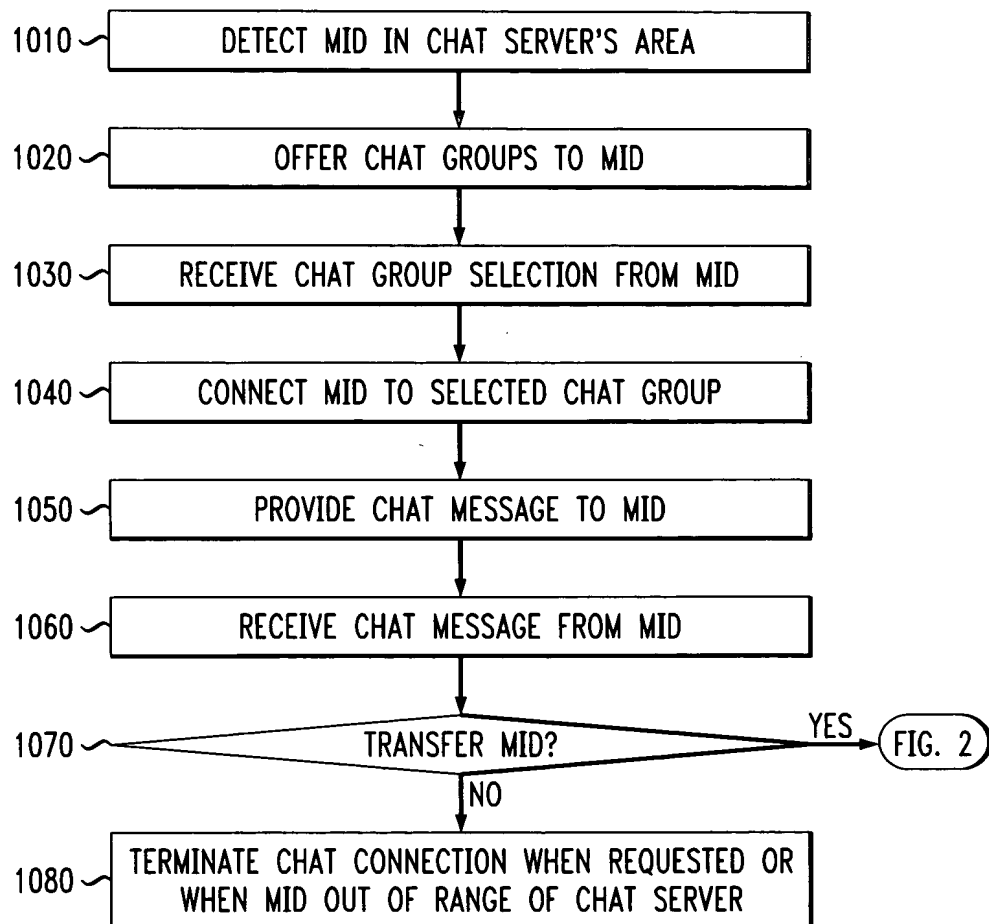 1010 DETECT MID IN CHAT SERVER'S AREA
1020 OFFER CHAT GROUPS TO MID
1030 RECEIVE CHAT GROUP SELECTION FROM MID
1040 CONNECT MID TO SELECTED CHAT GROUP
1050 PROVIDE CHAT MESSAGE TO MID
1060 RECEIVE CHAT MESSAGE FROM MID
1070 TRANSFER MID? YES FIG. 2
NO
1080 TERMINATE CHAT CONNECTION WHEN REQUESTED OR
WHEN MID OUT OF RANGE OF CHAT SERVER